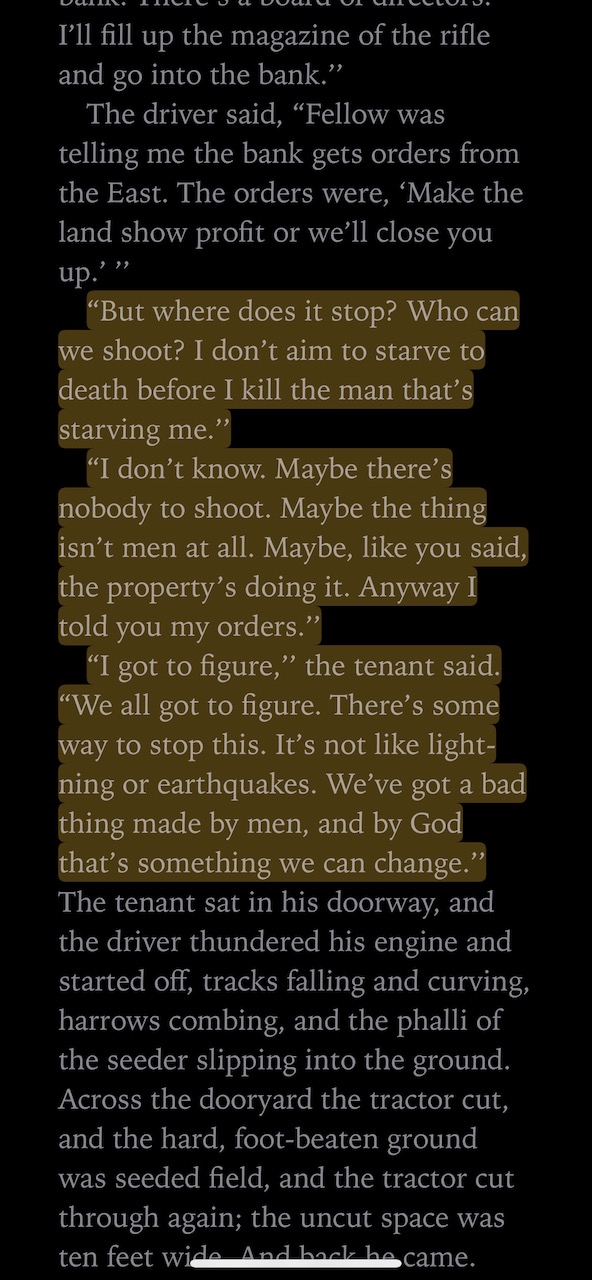 bank. There's a board of directors.
I’ll fill up the magazine of the rifle
and go into the bank.’’
The driver said, “Fellow was
telling me the bank gets orders from
the East. The orders were, ‘Make the
land show profit or we’ll close you
up.’ ’’
“But where does it stop? Who can
we shoot? I don’t aim to starve to
death before I kill the man that’s
starving me.’’
“I don’t know. Maybe there’s
nobody to shoot. Maybe the thing
isn’t men at all. Maybe, like you said,
the property’s doing it. Anyway I
told you my orders.’’
“I got to figure,’’ the tenant said.
“We all got to figure. There’s some
way to stop this. It’s not like light-
ning or earthquakes. We’ve got a bad
thing made by men, and by God
that’s something we can change.’’
The tenant sat in his doorway, and
the driver thundered his engine and
started off, tracks falling and curving,
harrows combing, and the phalli of
the seeder slipping into the ground.
Across the dooryard the tractor cut,
and the hard, foot-beaten ground
was seeded field, and the tractor cut
through again; the uncut space was
ten feet wide. And back he came.